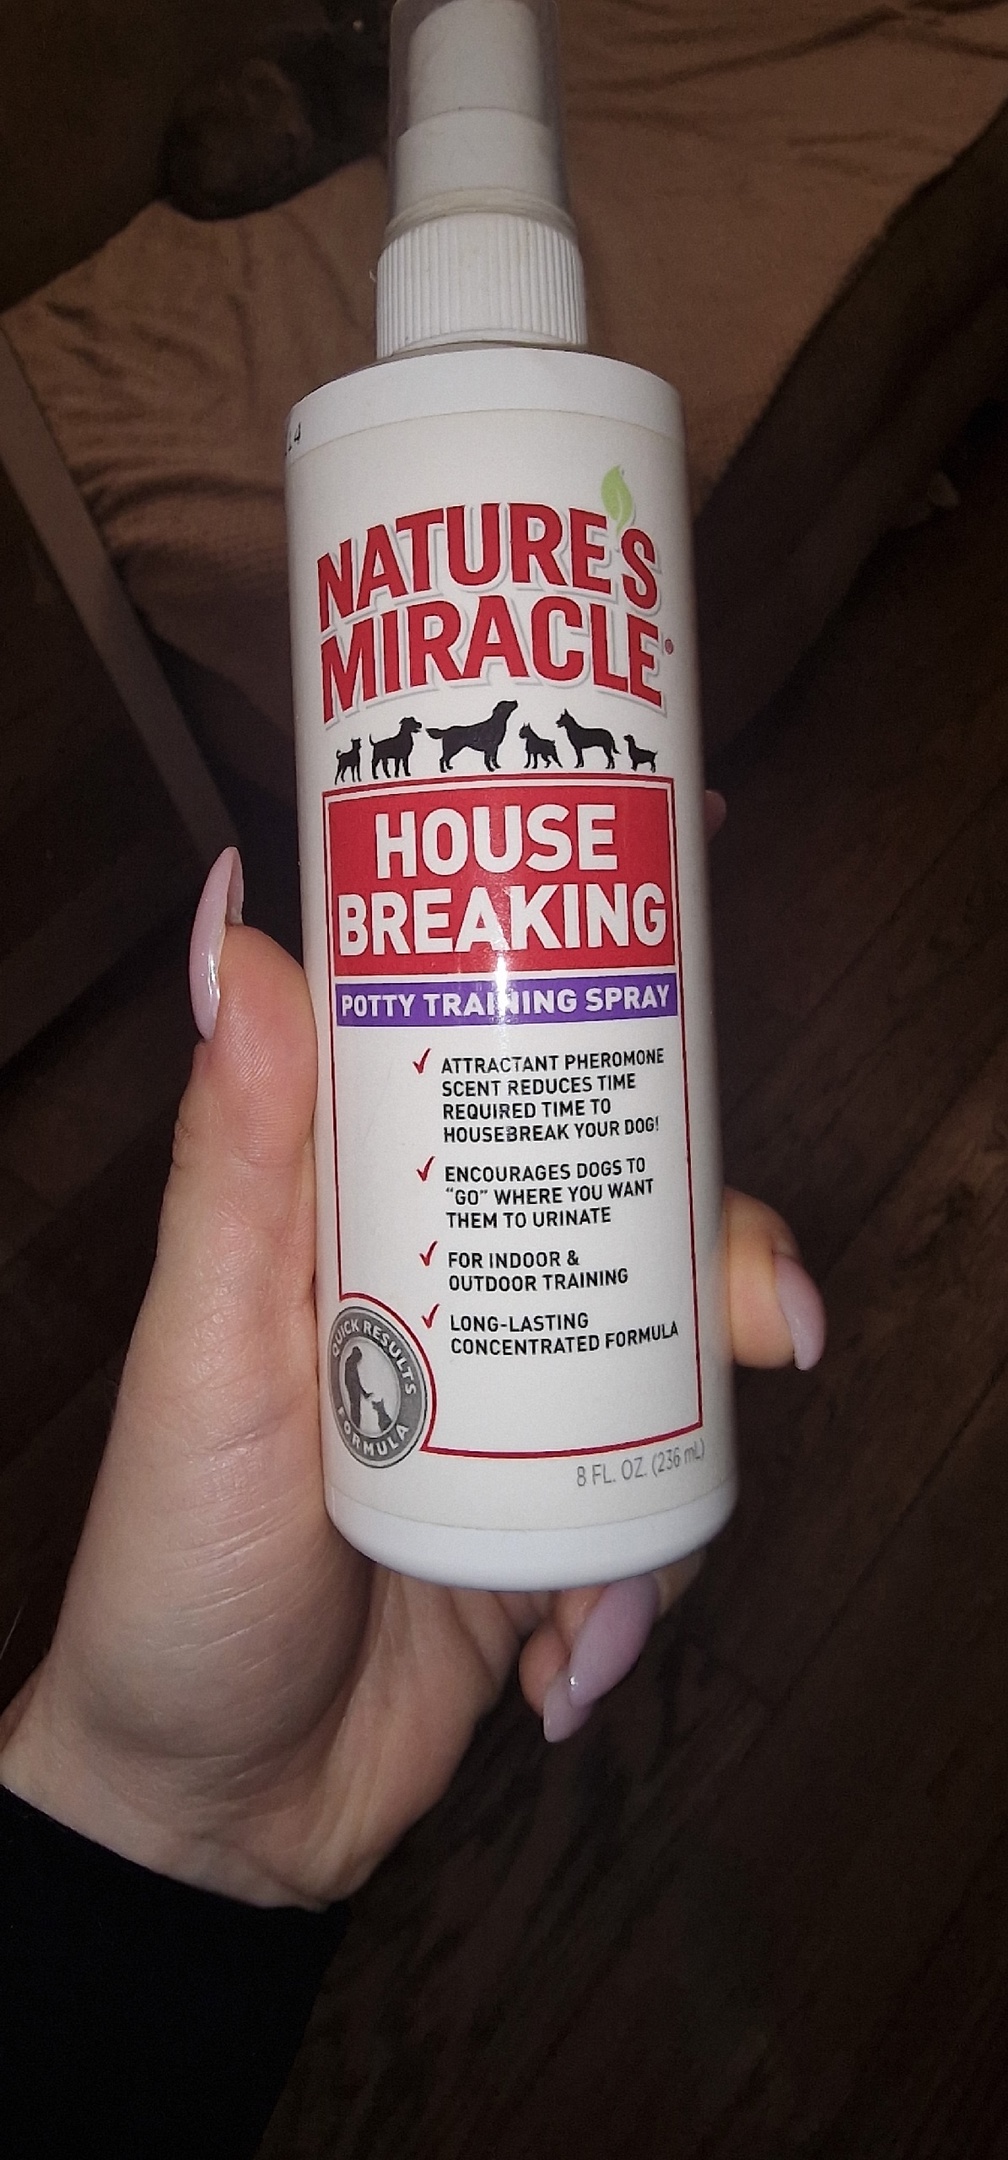 NATURE'S
MIRACLE®
HOUSE
BREAKING
POTTY TRAINING SPRAY
✓ ATTRACTANT PHEROMONE
SCENT REDUCES TIME
REQUIRED TIME TO
HOUSEBREAK YOUR DOG!
✓ ENCOURAGES DOGS TO
"GO" WHERE YOU WANT
THEM TO URINATE
✓ FOR INDOOR &
OUTDOOR TRAINING
✓ LONG-LASTING
CONCENTRATED FORMULA
QUICK RESULTS
FORMULA
8 FL. OZ. (236 mL)